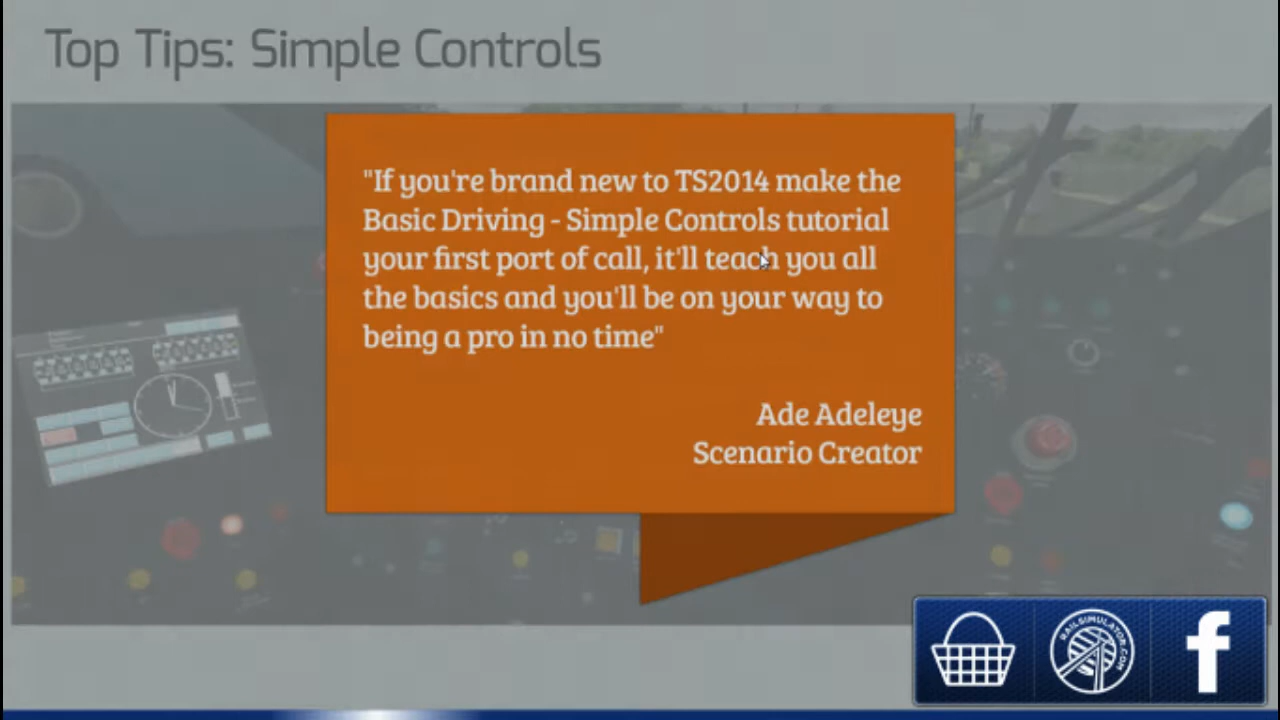 Top Tips: Simple Controls
"If you're brand new to TS2014 make the
Basic Driving - Simple Controls tutorial
your first port of call, it'll teach you all
the basics and you'll be on your way to
being a pro in no time"
Ade Adeleye
Scenario Creator
RAILSIMULATOR.COM
f